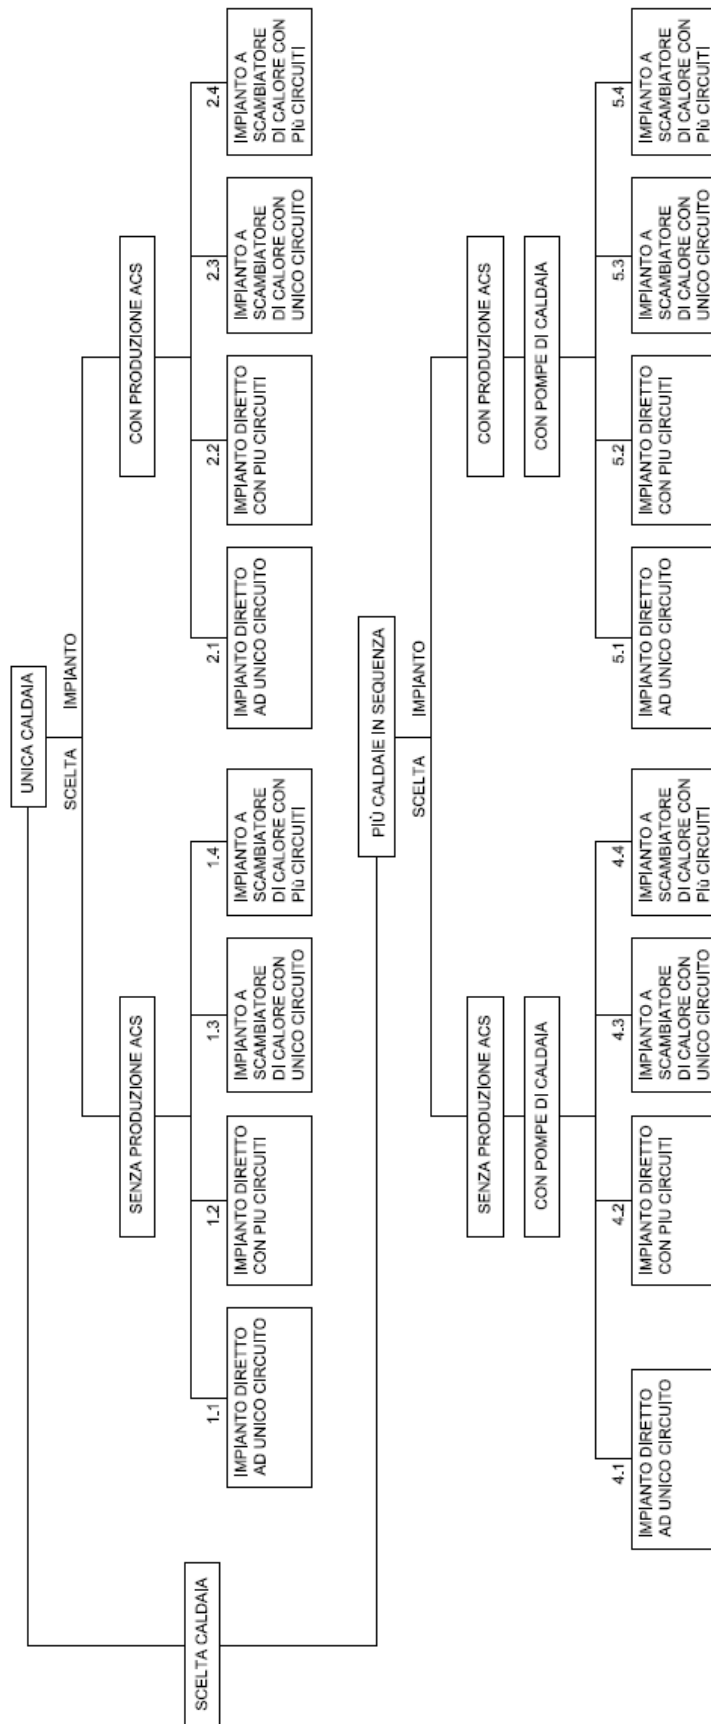 SCELTA CALDAIA
UNICA CALDAIA
SCELTA IMPIANTO
SENZA PRODUZIONE ACS
1.1
IMPIANTO DIRETTO
AD UNICO CIRCUITO
1.2
IMPIANTO DIRETTO
CON PIU CIRCUITI
1.3
IMPIANTO A
SCAMBIATORE
DI CALORE CON
UNICO CIRCUITO
1.4
IMPIANTO A
SCAMBIATORE
DI CALORE CON
PIù CIRCUITI
CON PRODUZIONE ACS
2.1
IMPIANTO DIRETTO
AD UNICO CIRCUITO
2.2
IMPIANTO DIRETTO
CON PIU CIRCUITI
2.3
IMPIANTO A
SCAMBIATORE
DI CALORE CON
UNICO CIRCUITO
2.4
IMPIANTO A
SCAMBIATORE
DI CALORE CON
PIù CIRCUITI
PIÙ CALDAIE IN SEQUENZA
SCELTA IMPIANTO
SENZA PRODUZIONE ACS
CON POMPE DI CALDAIA
4.1
IMPIANTO DIRETTO
AD UNICO CIRCUITO
4.2
IMPIANTO DIRETTO
CON PIU CIRCUITI
4.3
IMPIANTO A
SCAMBIATORE
DI CALORE CON
UNICO CIRCUITO
4.4
IMPIANTO A
SCAMBIATORE
DI CALORE CON
PIù CIRCUITI
CON PRODUZIONE ACS
CON POMPE DI CALDAIA
5.1
IMPIANTO DIRETTO
AD UNICO CIRCUITO
5.2
IMPIANTO DIRETTO
CON PIU CIRCUITI
5.3
IMPIANTO A
SCAMBIATORE
DI CALORE CON
UNICO CIRCUITO
5.4
IMPIANTO A
SCAMBIATORE
DI CALORE CON
PIù CIRCUITI